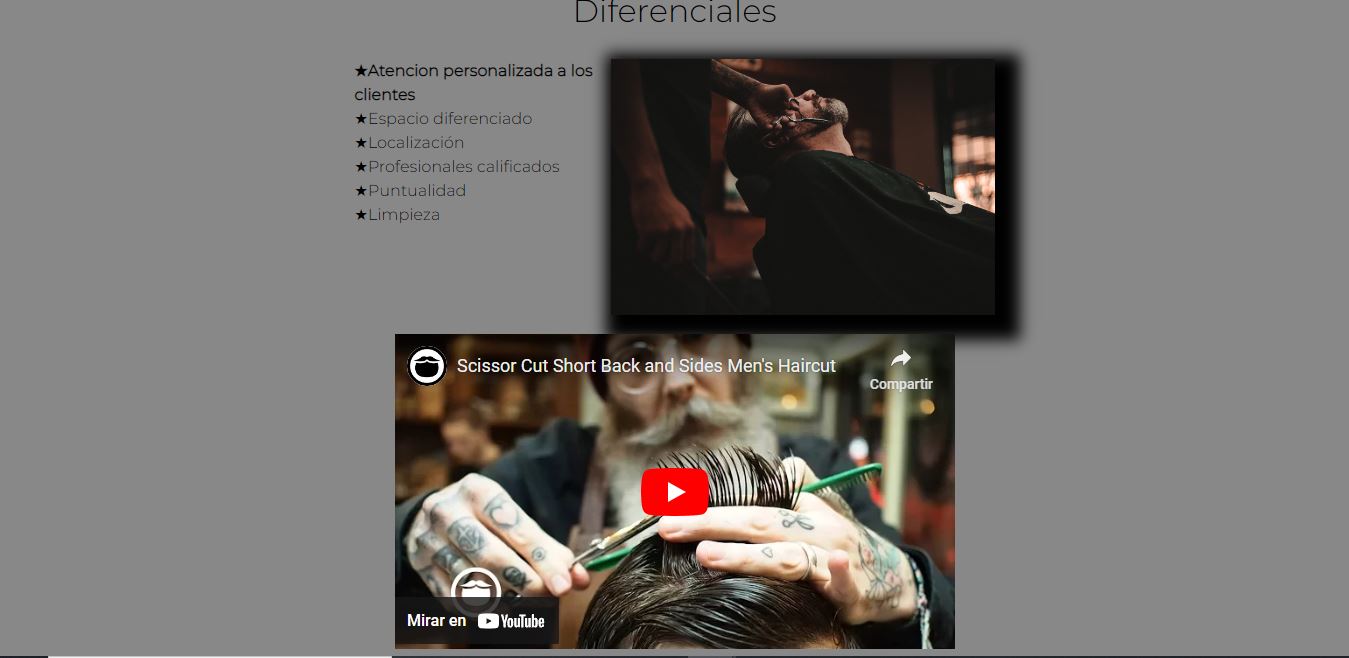 Diferenciales
★Atencion personalizada a los
clientes
★Espacio diferenciado
★Localización
★Profesionales calificados
★Puntualidad
★Limpieza
Scissor Cut Short Back and Sides Men's Haircut
Compartir
Mirar en YouTube